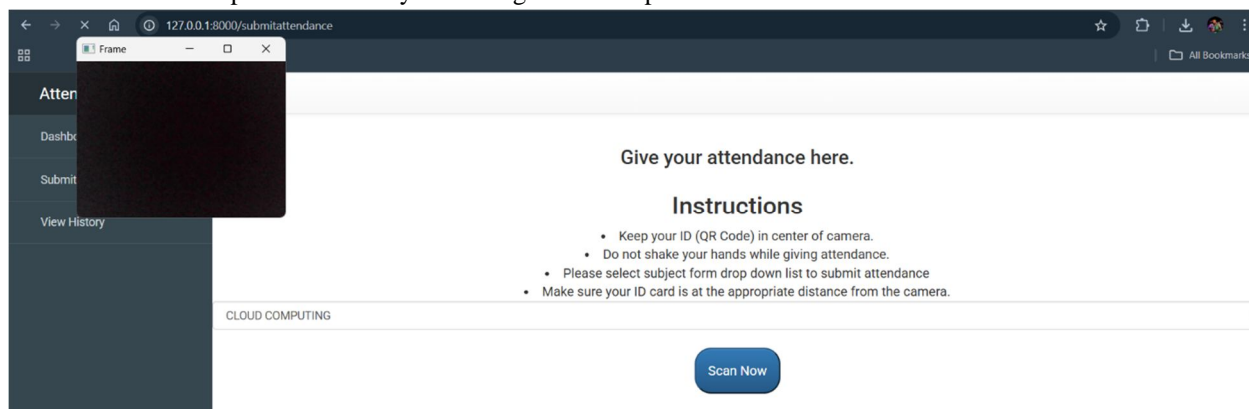 127.0.0.1:8000/submitattendance
All Bookmarks
Frame
Atten
Dashbo
Submit
View History
Give your attendance here.
Instructions
• Keep your ID (QR Code) in center of camera.
• Do not shake your hands while giving attendance.
• Please select subject form drop down list to submit attendance
• Make sure your ID card is at the appropriate distance from the camera.
CLOUD COMPUTING
Scan Now